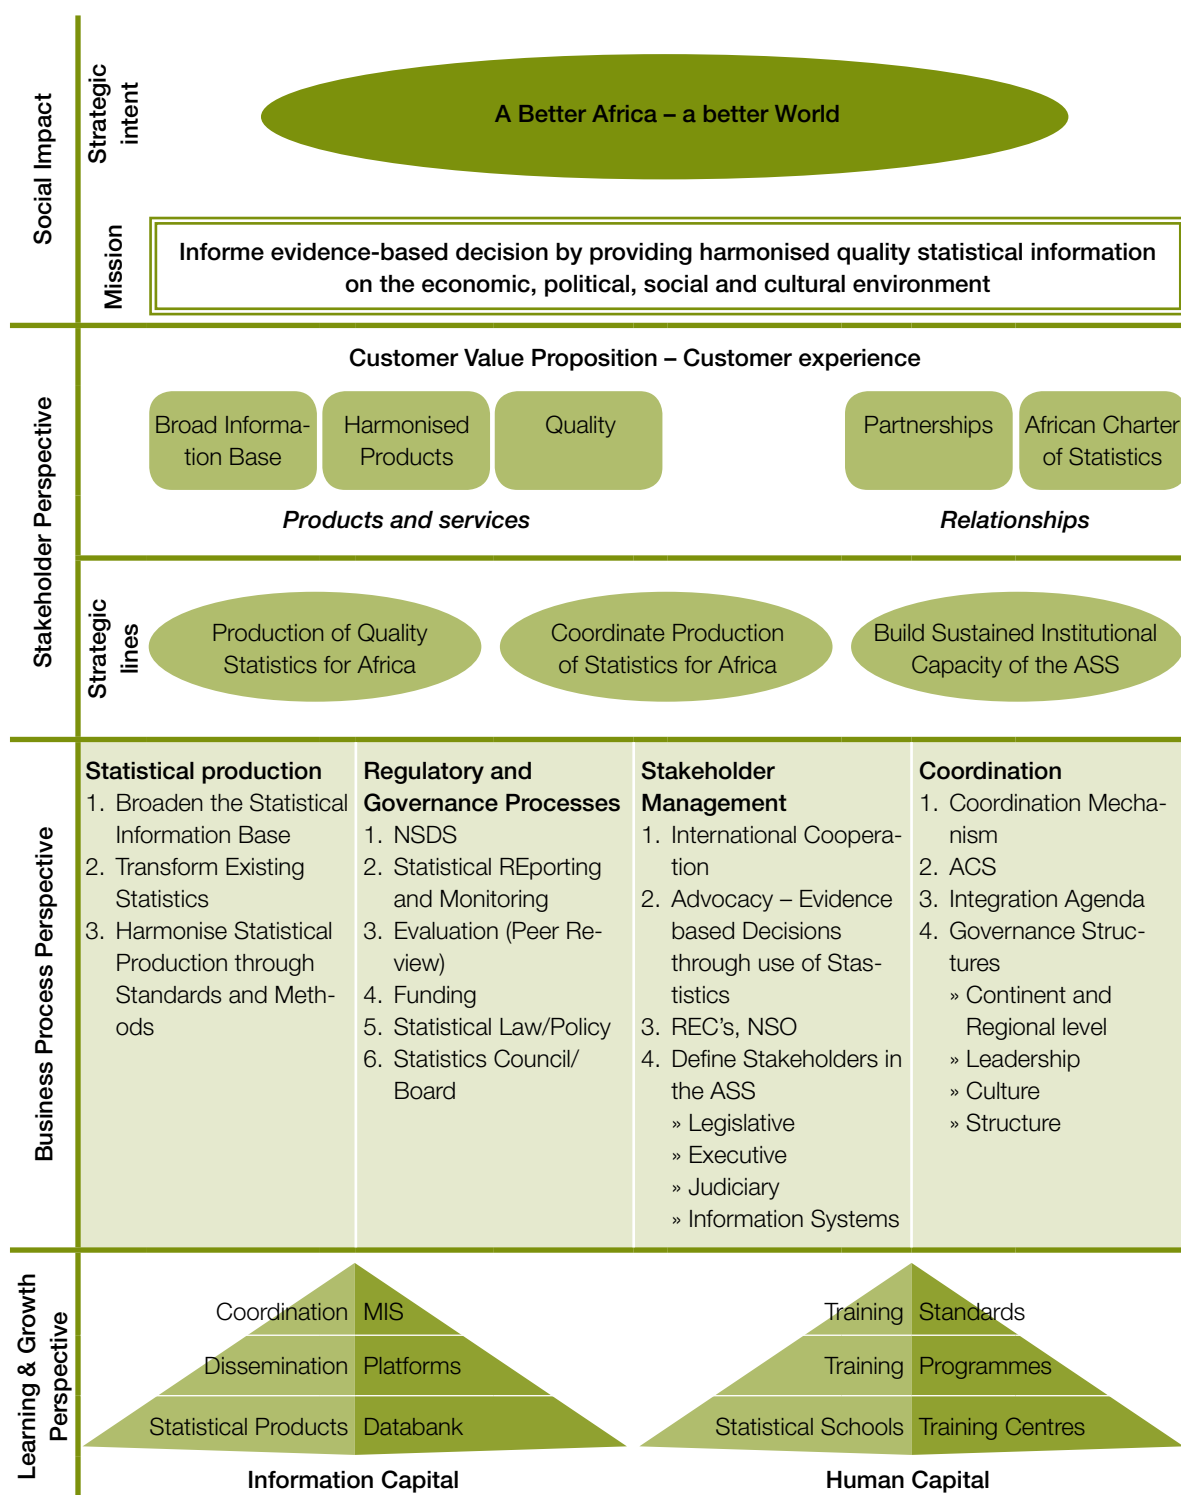 Social Impact
Strategic
intent
A Better Africa – a better World
Mission
Informe evidence-based decision by providing harmonised quality statistical information
on the economic, political, social and cultural environment
Stakeholder Perspective
Customer Value Proposition – Customer experience
Broad Informa-
tion Base
Harmonised
Products
Quality
Partnerships
African Charter
of Statistics
Products and services
Relationships
Strategic
lines
Production of Quality
Statistics for Africa
Coordinate Production
of Statistics for Africa
Build Sustained Institutional
Capacity of the ASS
Business Process Perspective
Statistical production
1. Broaden the Statistical
Information Base
2. Transform Existing
Statistics
3. Harmonise Statistical
Production through
Standards and Meth-
ods
Regulatory and
Governance Processes
1. NSDS
2. Statistical REporting
and Monitoring
3. Evaluation (Peer Re-
view)
4. Funding
5. Statistical Law/Policy
6. Statistics Council/
Board
Stakeholder
Management
1. International Coopera-
tion
2. Advocacy – Evidence
based Decisions
through use of Stas-
tistics
3. REC's, NSO
4. Define Stakeholders in
the ASS
» Legislative
» Executive
» Judiciary
» Information Systems
Coordination
1. Coordination Mecha-
nism
2. ACS
3. Integration Agenda
4. Governance Struc-
tures
» Continent and
Regional level
» Leadership
» Culture
» Structure
Learning & Growth
Perspective
Coordination MIS
Dissemination Platforms
Statistical Products Databank
Information Capital
Training Standards
Training Programmes
Statistical Schools Training Centres
Human Capital